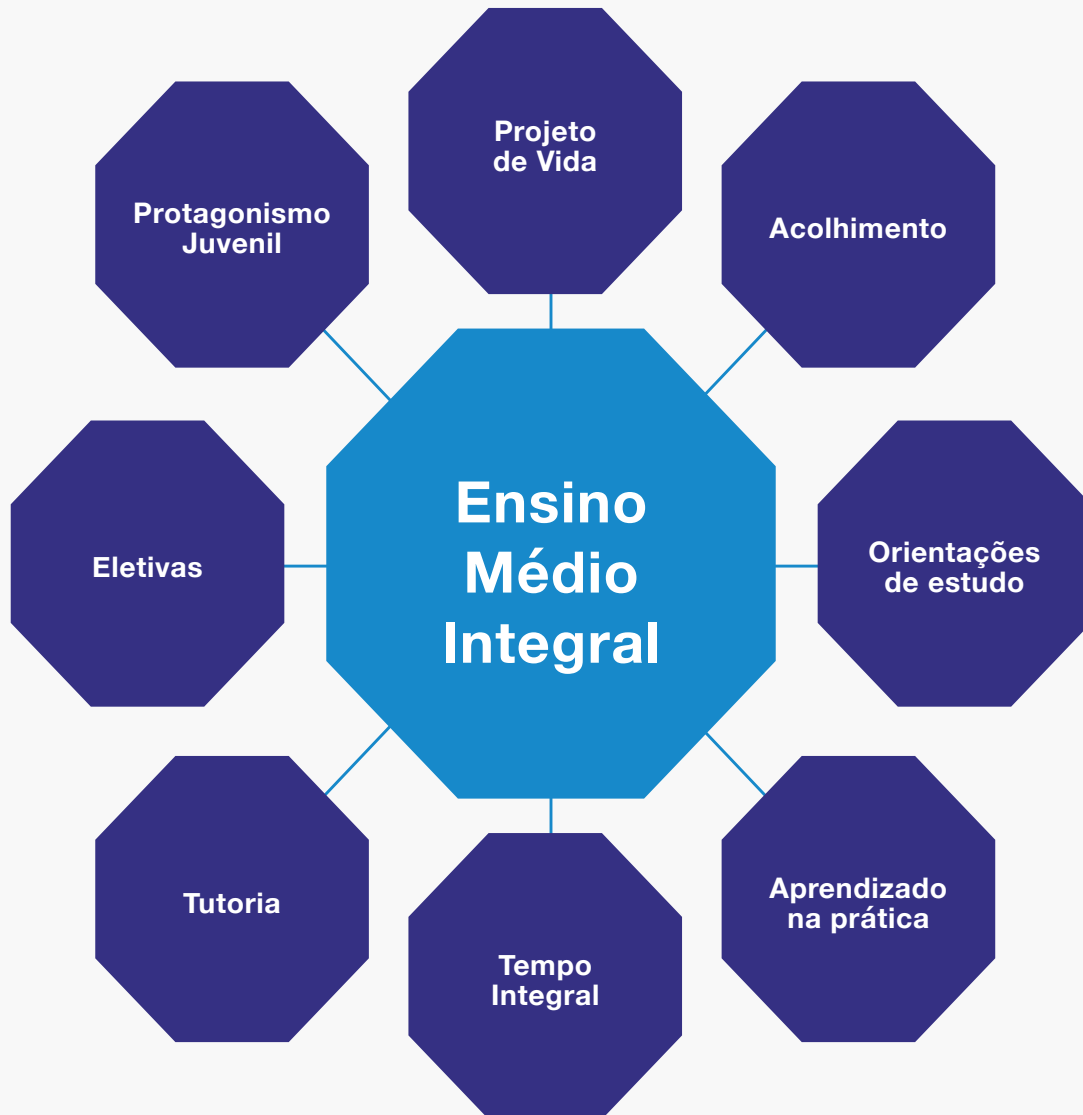 Projeto
de Vida
Protagonismo
Juvenil
Acolhimento
Ensino
Médio
Integral
Eletivas
Orientações
de estudo
Tutoria
Aprendizado
na prática
Tempo
Integral